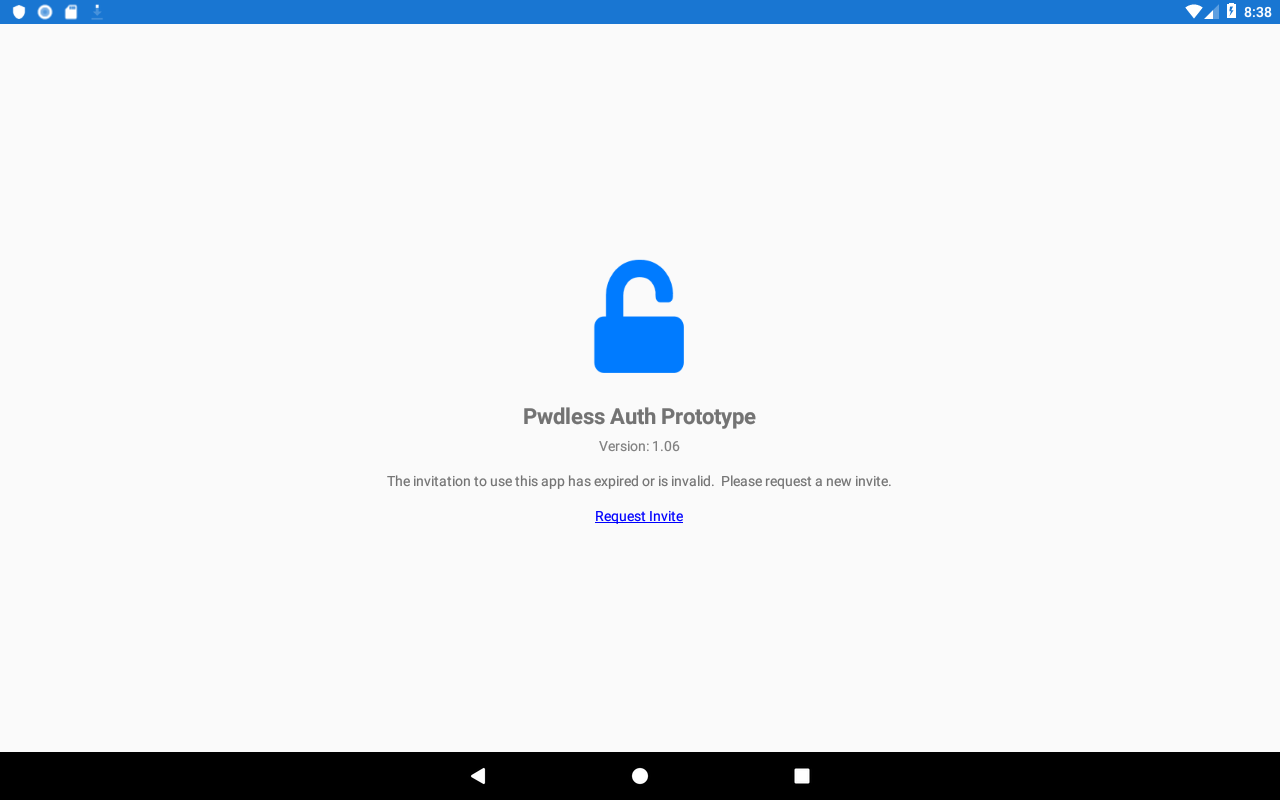 8:38
Pwdless Auth Prototype
Version: 1.06
The invitation to use this app has expired or is invalid.  Please request a new invite.
Request Invite